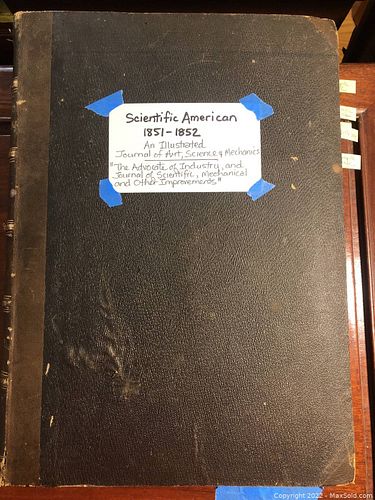 Scientific American
1851-1852
An Illustrated
Journal of Art, Science & Mechanics
"The Advocate of Industry, and
Journal of Scientific, Mechanical
and Other Improvements"
Copyright 2022 - MaxSold.com